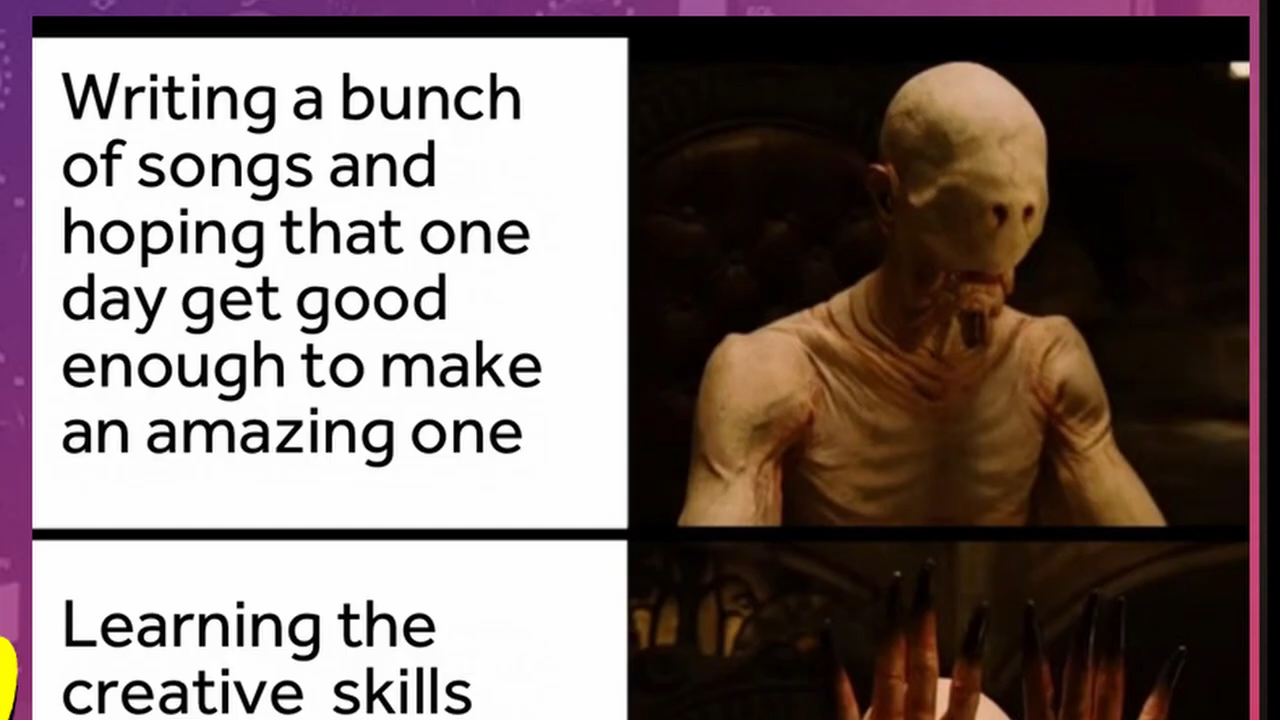 Writing a bunch
of songs and
hoping that one
day get good
enough to make
an amazing one
Learning the
creative skills